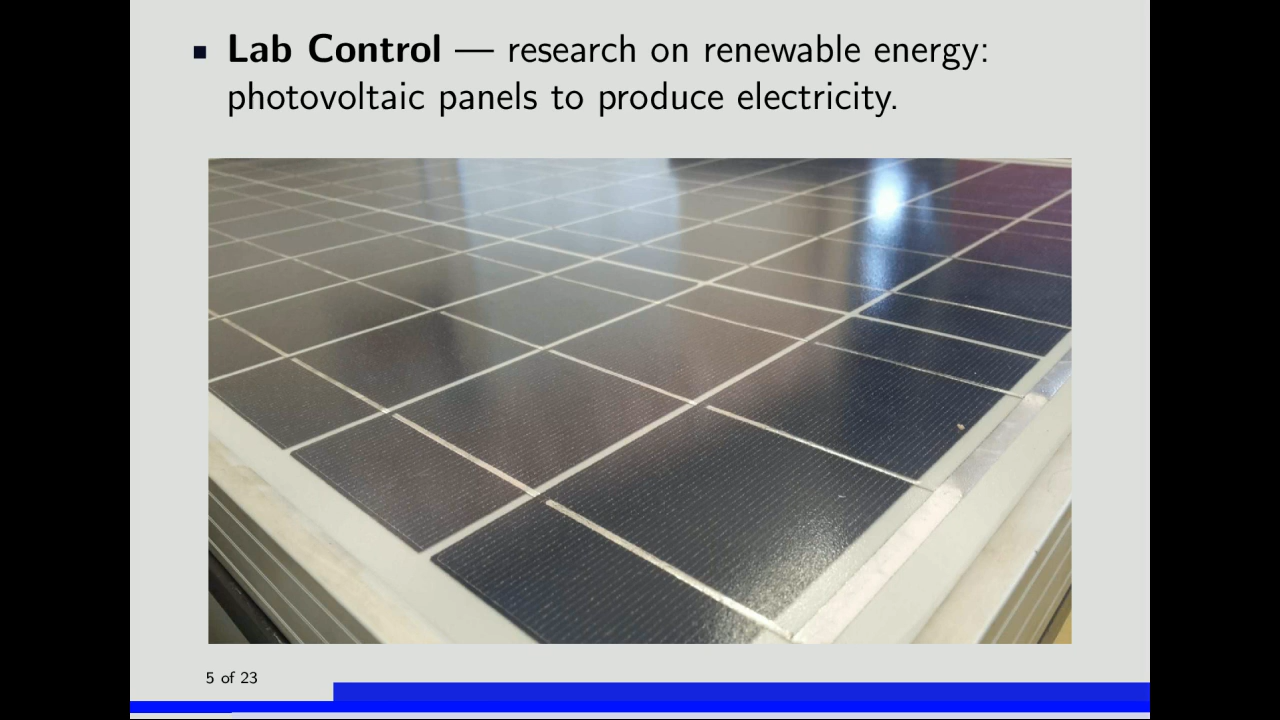 Lab Control — research on renewable energy:
photovoltaic panels to produce electricity.
5 of 23